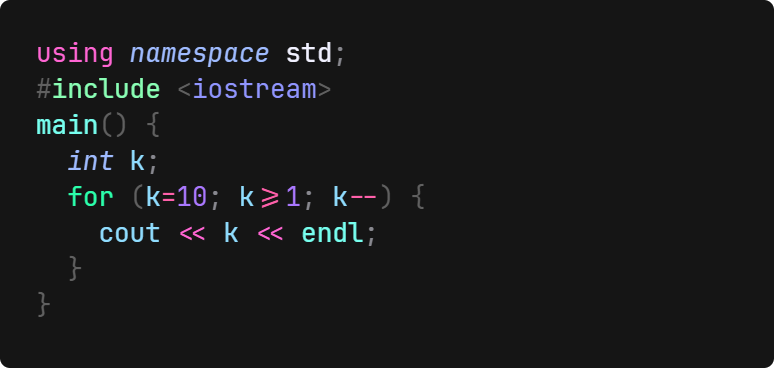 using namespace std;
#include <iostream>
main() {
  int k;
  for (k=10; k>=1; k--) {
    cout << k << endl;
  }
}